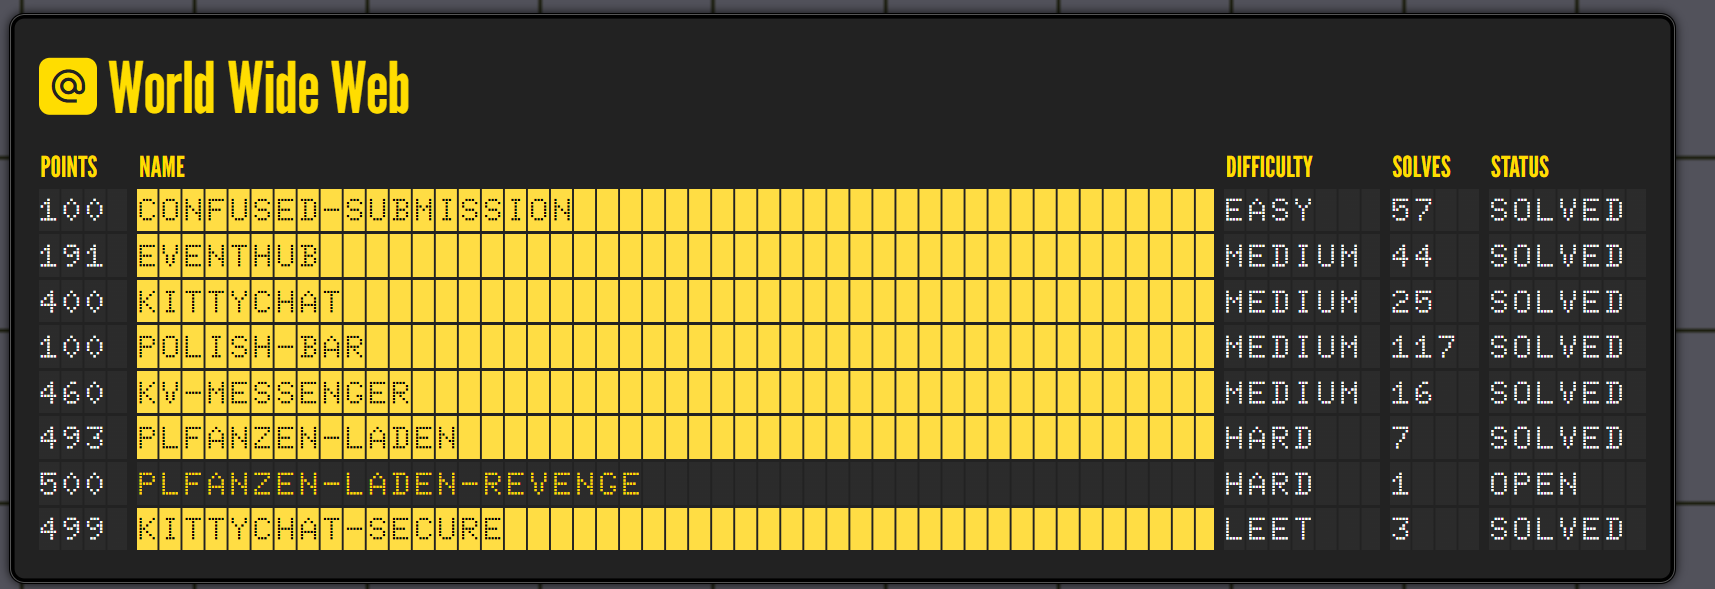 @ World Wide Web
POINTS NAME DIFFICULTY SOLVES STATUS
100 CONFUSED-SUBMISSION EASY 57 SOLVED
191 EVENTHUB MEDIUM 44 SOLVED
400 KITTYCHAT MEDIUM 25 SOLVED
100 POLISH-BAR MEDIUM 117 SOLVED
460 KV-MESSENGER MEDIUM 16 SOLVED
493 PLFANZEN-LADEN HARD 7 SOLVED
500 PLFANZEN-LADEN-REVENGE HARD 1 OPEN
499 KITTYCHAT-SECURE LEET 3 SOLVED